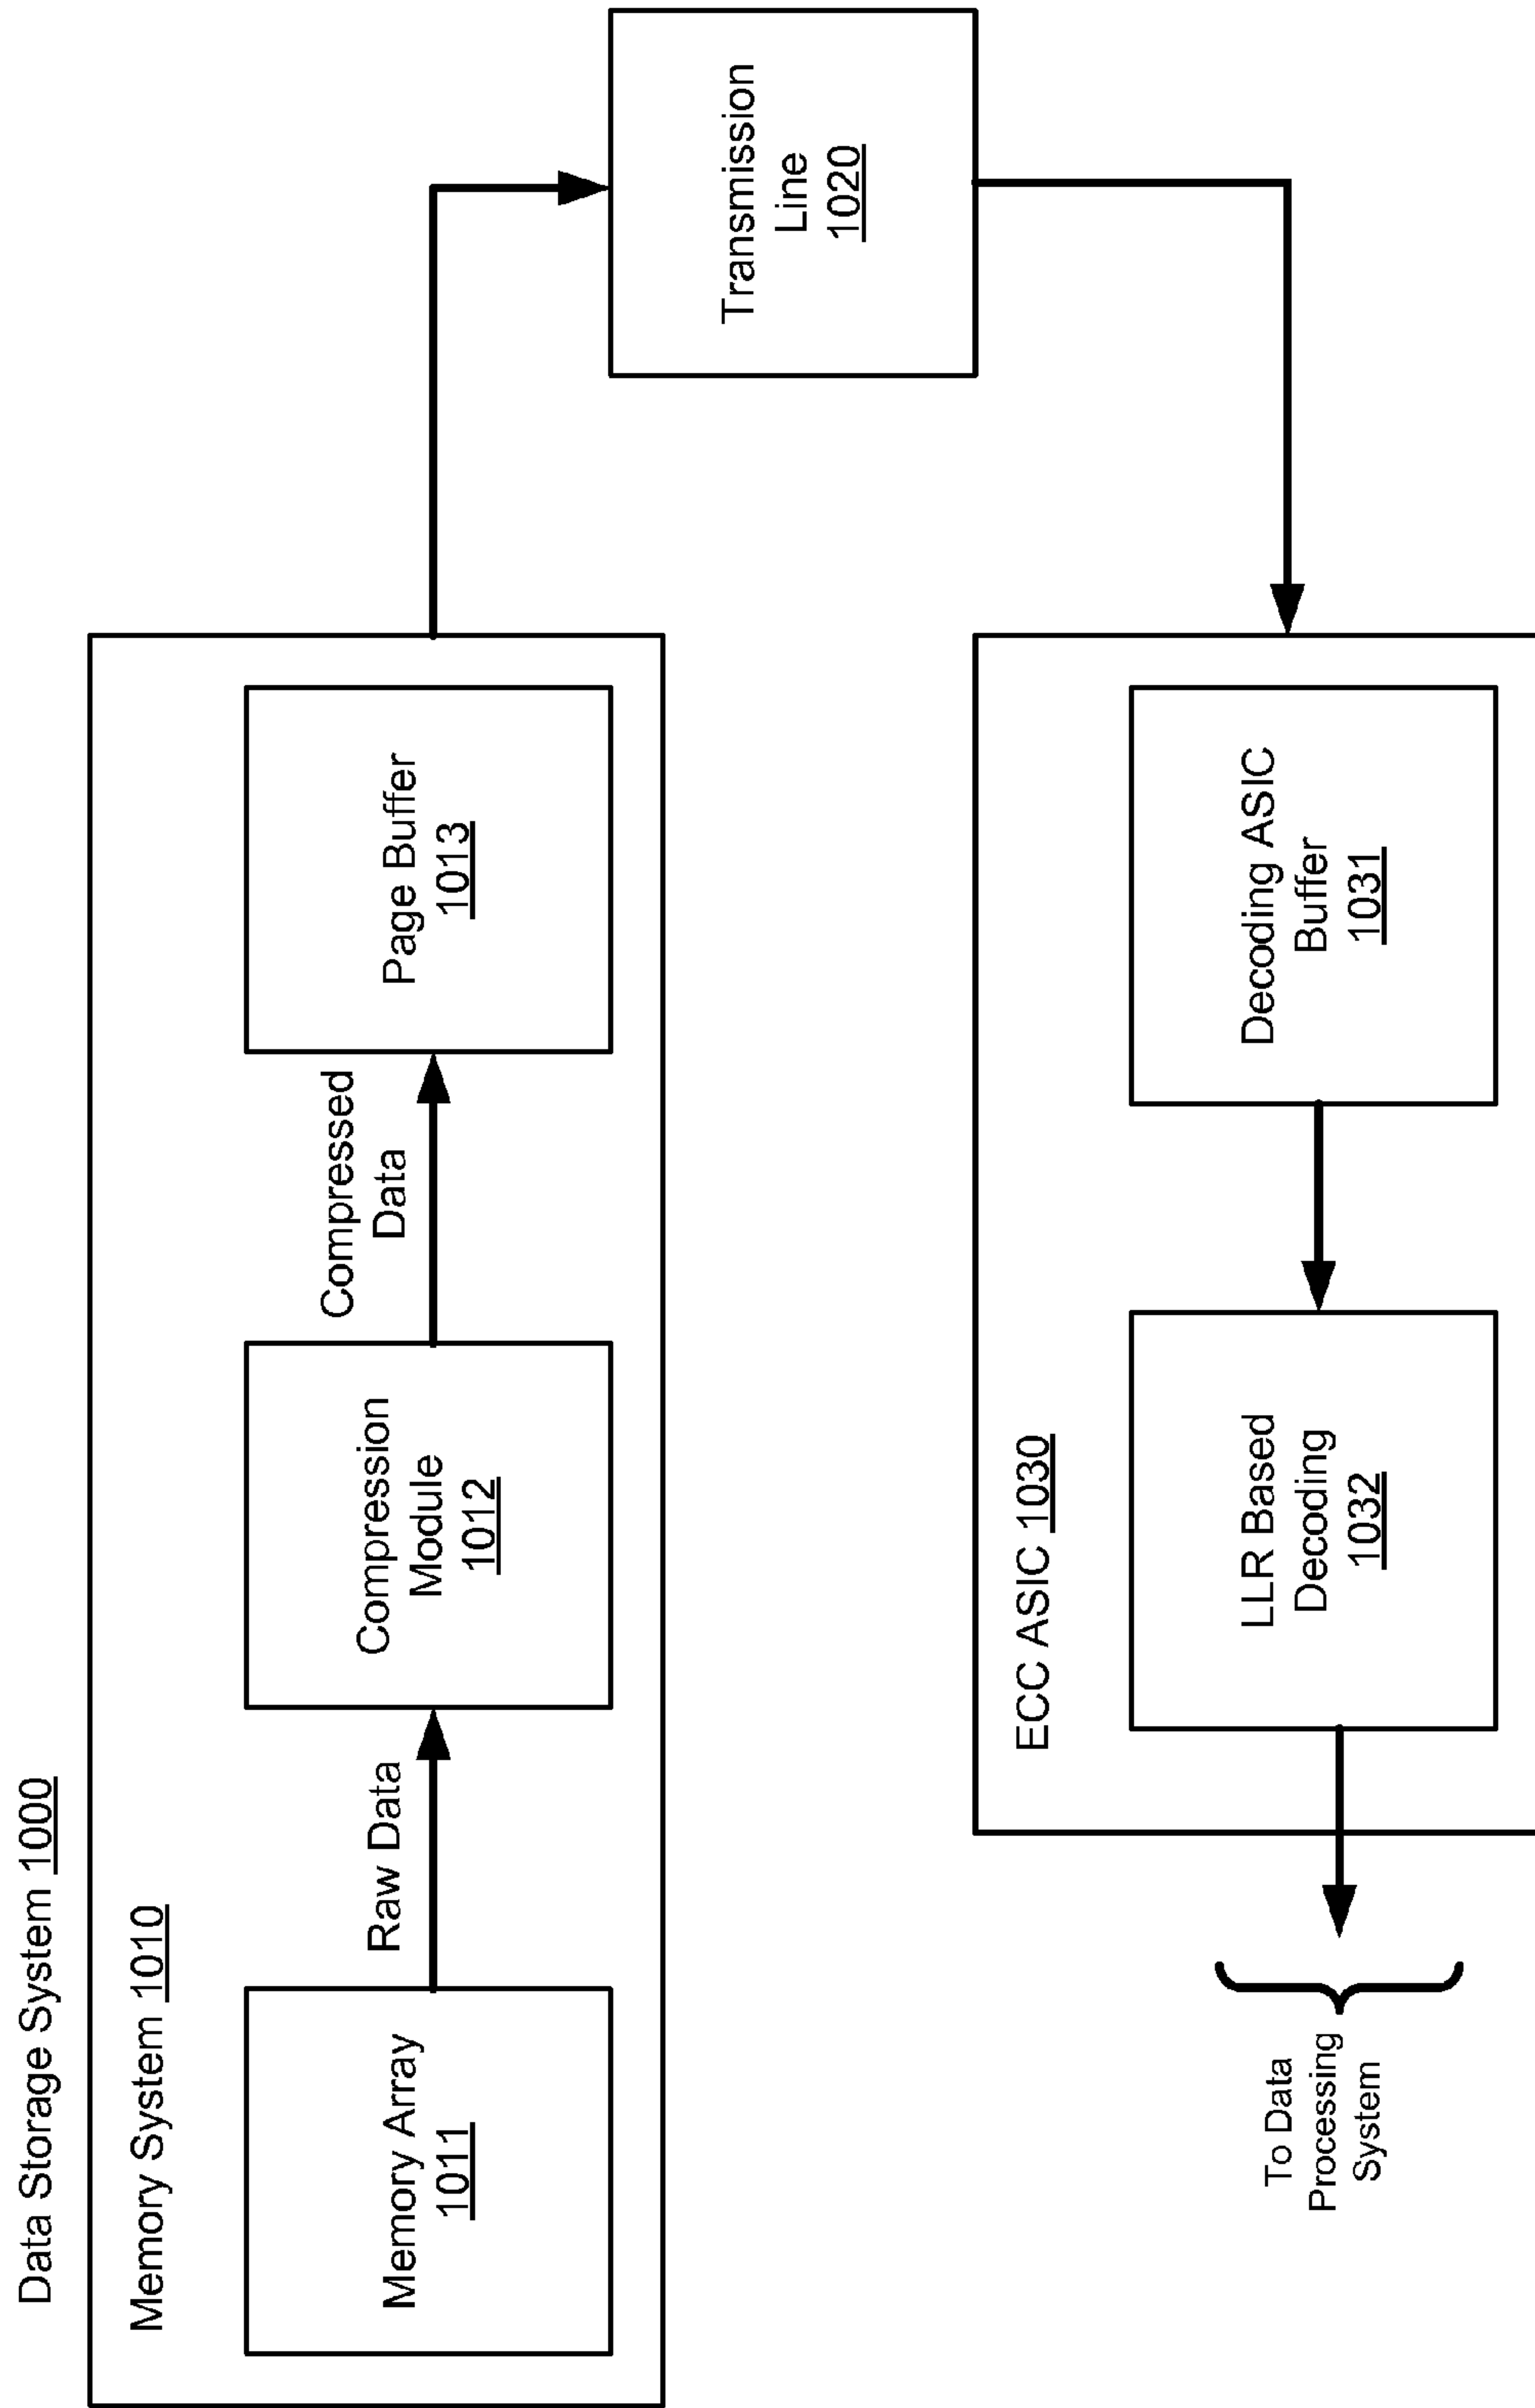 Data Storage System 1000
Memory System 1010
Memory Array
1011
Raw Data
Compression
Module
1012
Compressed
Data
Page Buffer
1013
Transmission
Line
1020
ECC ASIC 1030
Decoding ASIC
Buffer
1031
LLR Based
Decoding
1032
To Data
Processing
System